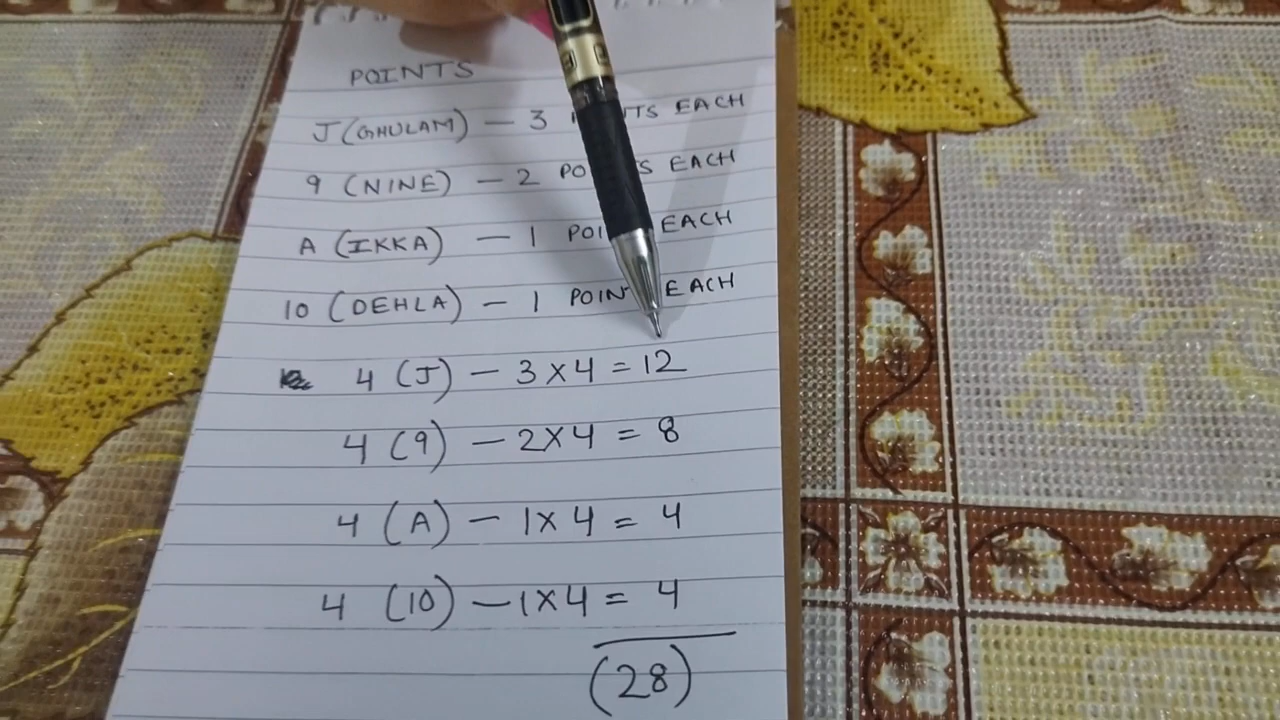 POINTS
J (GHULAM) - 3 EACH
9 (NINE) - 2 EACH
A (IKKA) - 1 EACH
10 (DEHLA) - 1 POINT EACH
4 (J) - 3 X 4 = 12
4 (9) - 2 X 4 = 8
4 (A) - 1 X 4 = 4
4 (10) - 1 X 4 = 4
(28)